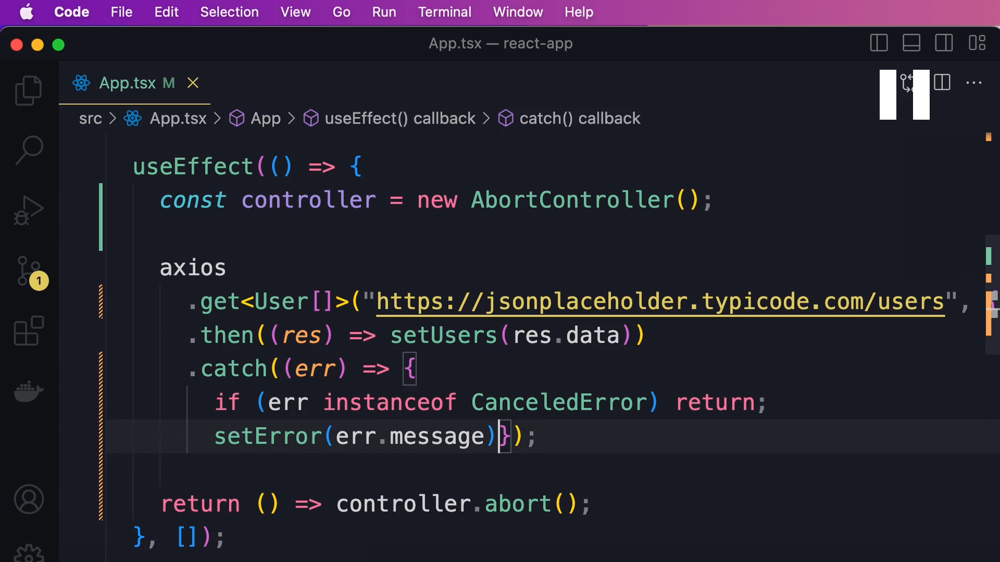 Code File Edit Selection View Go Run Terminal Window Help
App.tsx — react-app
App.tsx M
src > App.tsx > App > useEffect() callback > catch() callback
useEffect(() => {
const controller = new AbortController();
axios
.get<User[]>("https://jsonplaceholder.typicode.com/users", {
.then((res) => setUsers(res.data))
.catch((err) => {
if (err instanceof CanceledError) return;
setError(err.message)});
return () => controller.abort();
}, []);
1